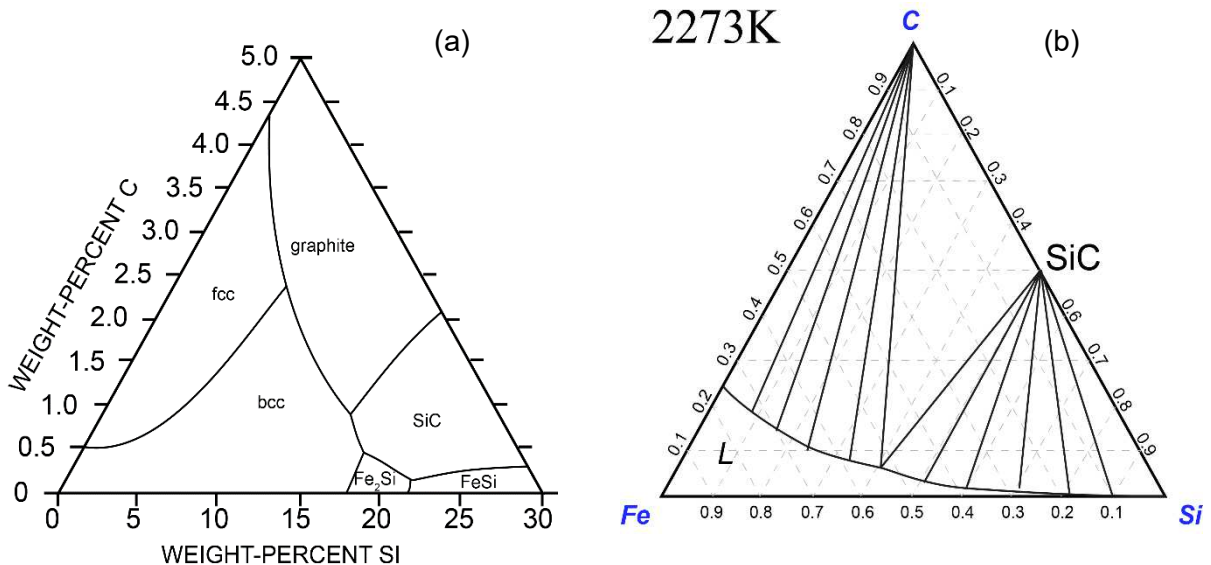 (a)
5.0
4.5
4.0
3.5
3.0
2.5
2.0
1.5
1.0
0.5
0
WEIGHT-PERCENT C
graphite
fcc
bcc
SiC
Fe₂Si
FeSi
0 5 10 15 20 25 30
WEIGHT-PERCENT SI
2273K
(b)
C
0.9
0.8
0.7
0.6
0.5
0.4
0.3
0.2
0.1
0.1
0.2
0.3
0.4
SiC
0.6
0.7
0.8
0.9
L
Fe
Si
0.9 0.8 0.7 0.6 0.5 0.4 0.3 0.2 0.1